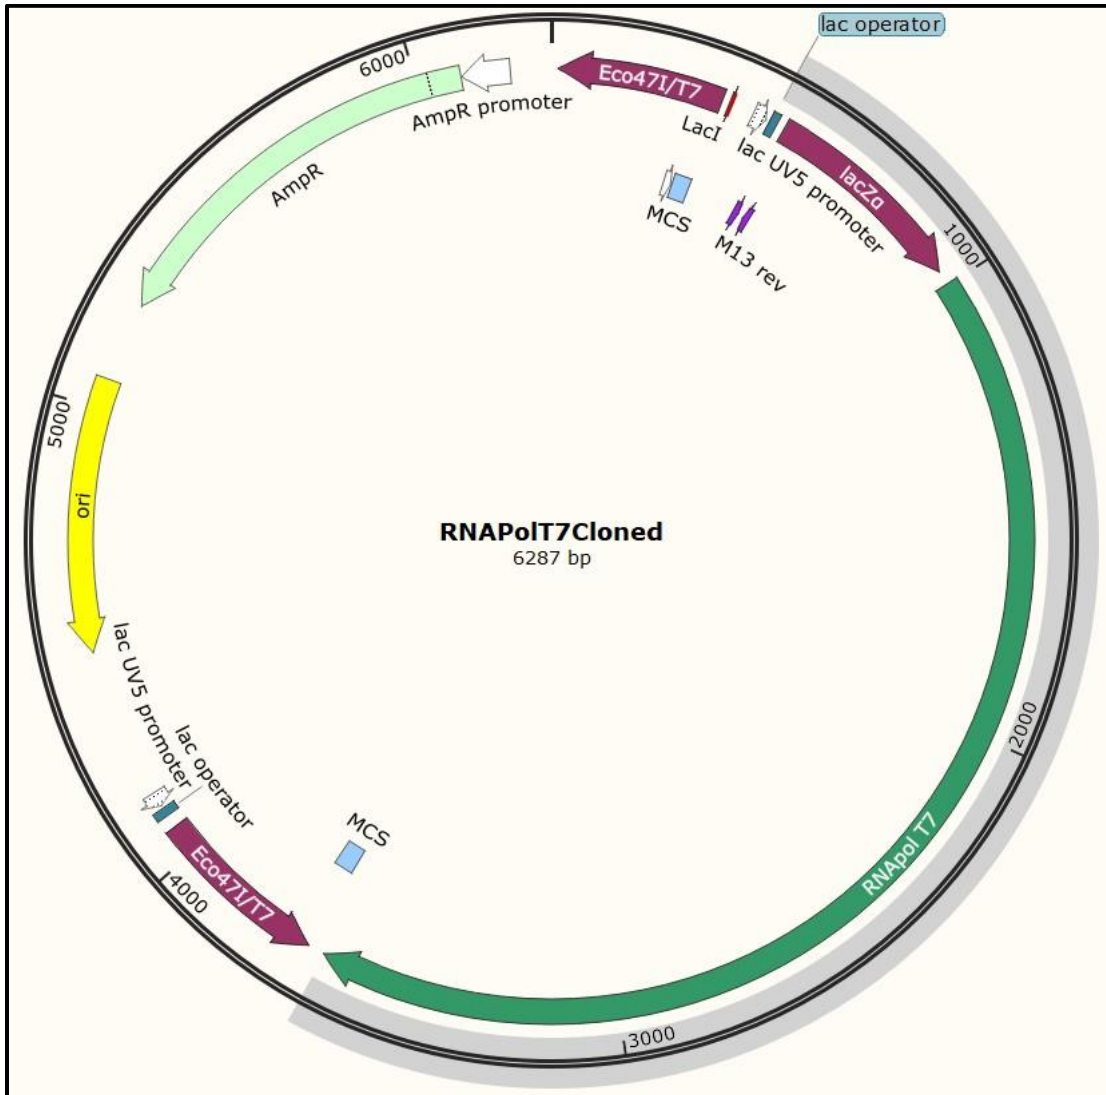 lac operator
6000
Eco47I/T7
AmpR promoter
LacI
lac UV5 promoter
lacZα
AmpR
MCS
M13 rev
1000
5000
ori
RNAPolT7Cloned
6287 bp
2000
lac UV5 promoter
lac operator
MCS
RNApol T7
Eco47I/T7
4000
3000